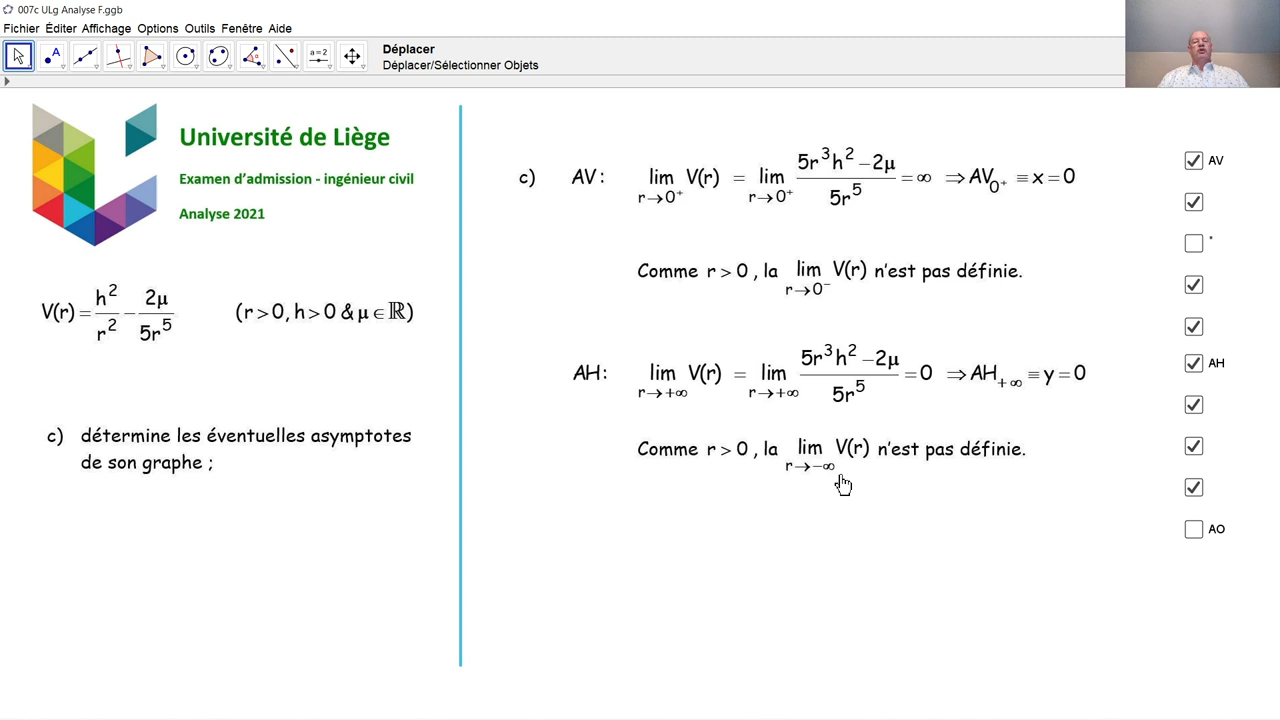 007c ULg Analyse F.ggb
Fichier Éditer Affichage Options Outils Fenêtre Aide
A
a=2
Déplacer
Déplacer/Sélectionner Objets
Université de Liège
Examen d'admission - ingénieur civil
Analyse 2021
V(r) = h²/r² − 2μ/5r⁵ (r > 0, h > 0 & μ ∈ ℝ)
c) détermine les éventuelles asymptotes
de son graphe ;
c) AV : lim r→0⁺ V(r) = lim r→0⁺ (5r³h² − 2μ)/5r⁵ = ∞ ⇒ AV₀⁺ ≡ x = 0
Comme r > 0 , la lim r→0⁻ V(r) n'est pas définie.
AH : lim r→+∞ V(r) = lim r→+∞ (5r³h² − 2μ)/5r⁵ = 0 ⇒ AH₊∞ ≡ y = 0
Comme r > 0 , la lim r→−∞ V(r) n'est pas définie.
AV
*
AH
AO